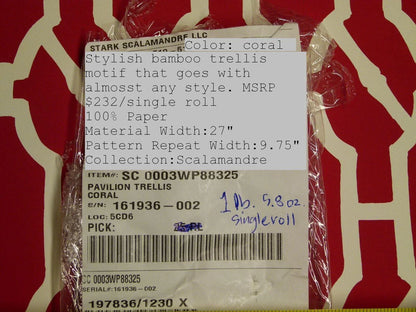 STARK SCALAMANDRE LLC
Color: coral
Stylish bamboo trellis
motif that goes with
almosst any style. MSRP
$232/single roll
100% Paper
Material Width:27"
Pattern Repeat Width:9.75"
Collection:Scalamandre
ITEM#: SC 0003WP88325
PAVILION TRELLIS
CORAL
S/N: 161936-002
LOC: 5CD6
PICK:
1 lb. 5.8 oz.
single roll
SC 0003WP88325
SERIAL#:161936-002
197836/1230 X